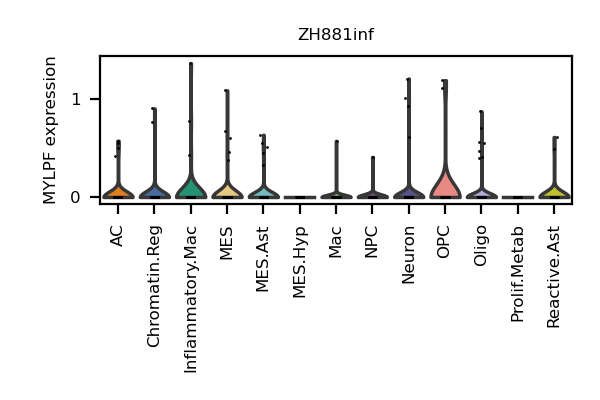 ZH881inf
MYLPF expression
1
0
AC
Chromatin.Reg
Inflammatory.Mac
MES
MES.Ast
MES.Hyp
Mac
NPC
Neuron
OPC
Oligo
Prolif.Metab
Reactive.Ast